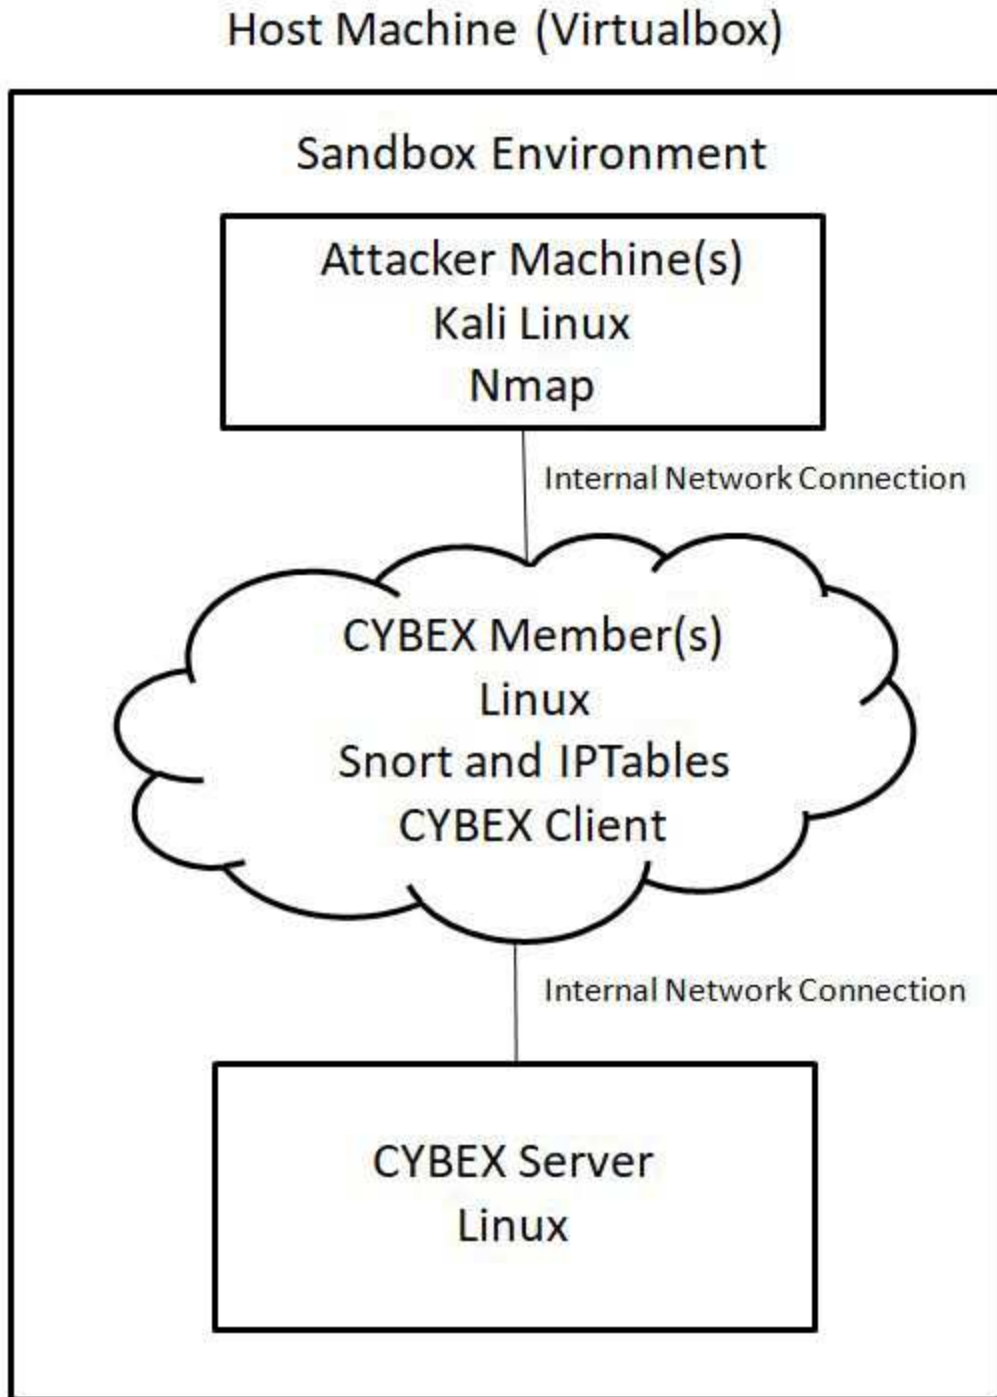 Host Machine (Virtualbox)
Sandbox Environment
Attacker Machine(s)
Kali Linux
Nmap
Internal Network Connection
CYBEX Member(s)
Linux
Snort and IPTables
CYBEX Client
Internal Network Connection
CYBEX Server
Linux